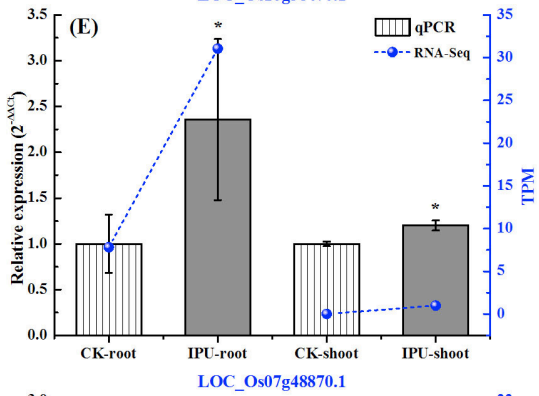 (E)
qPCR
RNA-Seq
*
*
3.5
3.0
2.5
2.0
1.5
1.0
0.5
0.0
Relative expression (2^-ΔΔCt)
35
30
25
20
15
10
5
0
TPM
CK-root IPU-root CK-shoot IPU-shoot
LOC_Os07g48870.1